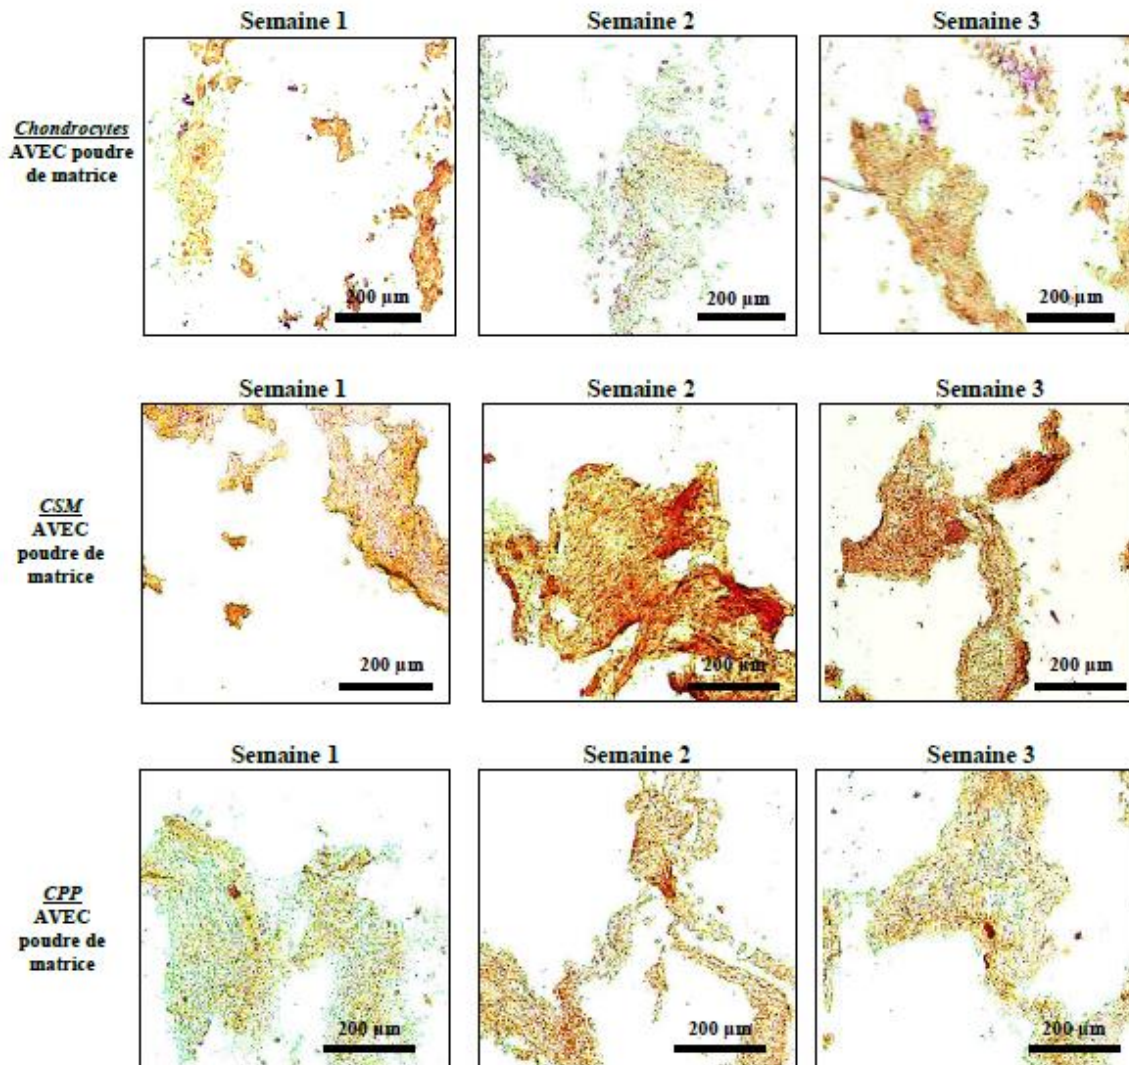 Semaine 1
Semaine 2
Semaine 3
Chondrocytes
AVEC poudre
de matrice
200 µm
200 µm
200 µm
Semaine 1
Semaine 2
Semaine 3
CSM
AVEC
poudre de
matrice
200 µm
200 µm
200 µm
Semaine 1
Semaine 2
Semaine 3
CPP
AVEC
poudre de
matrice
200 µm
200 µm
200 µm